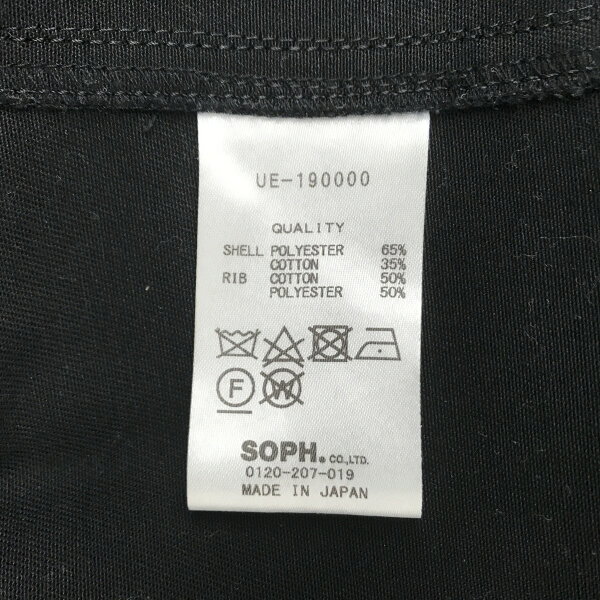 UE-190000
QUALITY
SHELL POLYESTER 65%
COTTON 35%
RIB COTTON 50%
POLYESTER 50%
F W
SOPH. CO.,LTD.
0120-207-019
MADE IN JAPAN